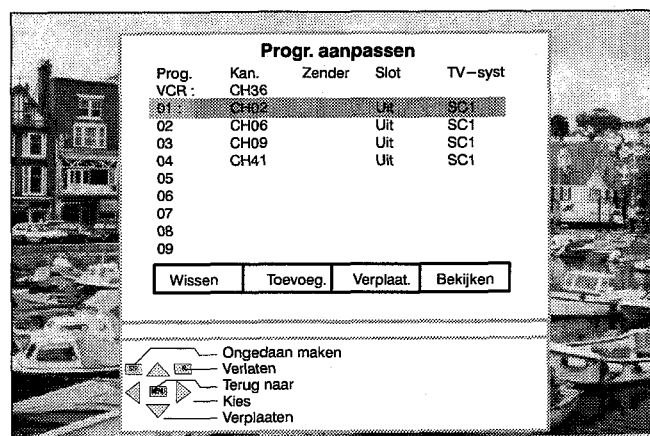 Progr. aanpassen
Prog. Kan. Zender Slot TV-syst
VCR : CH36
01 : CH02 Uit SC1
02 CH06 Uit SC1
03 CH09 Uit SC1
04 CH41 Uit SC1
05
06
07
08
09
Wissen Toevoeg. Verplaat. Bekijken
Ongedaan maken
Verlaten
Terug naar
Kies
Verplaaten